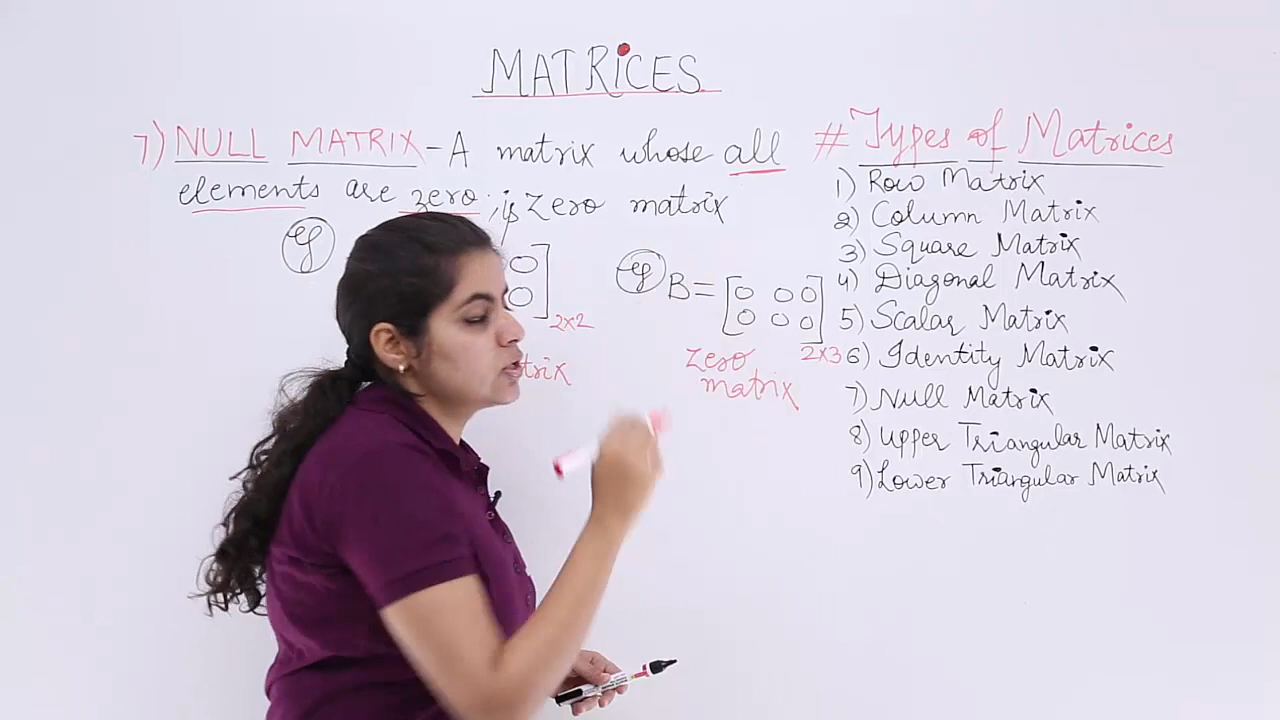 MATRICES
7) NULL MATRIX - A matrix whose all
elements are zero ; is Zero matrix
eg
0
0
2x2
trix
eg B = [ 0 0 0
0 0 0 ] 2x3
Zero
matrix
# Types of Matrices
1) Row Matrix
2) Column Matrix
3) Square Matrix
4) Diagonal Matrix
5) Scalar Matrix
6) Identity Matrix
7) Null Matrix
8) Upper Triangular Matrix
9) Lower Triangular Matrix